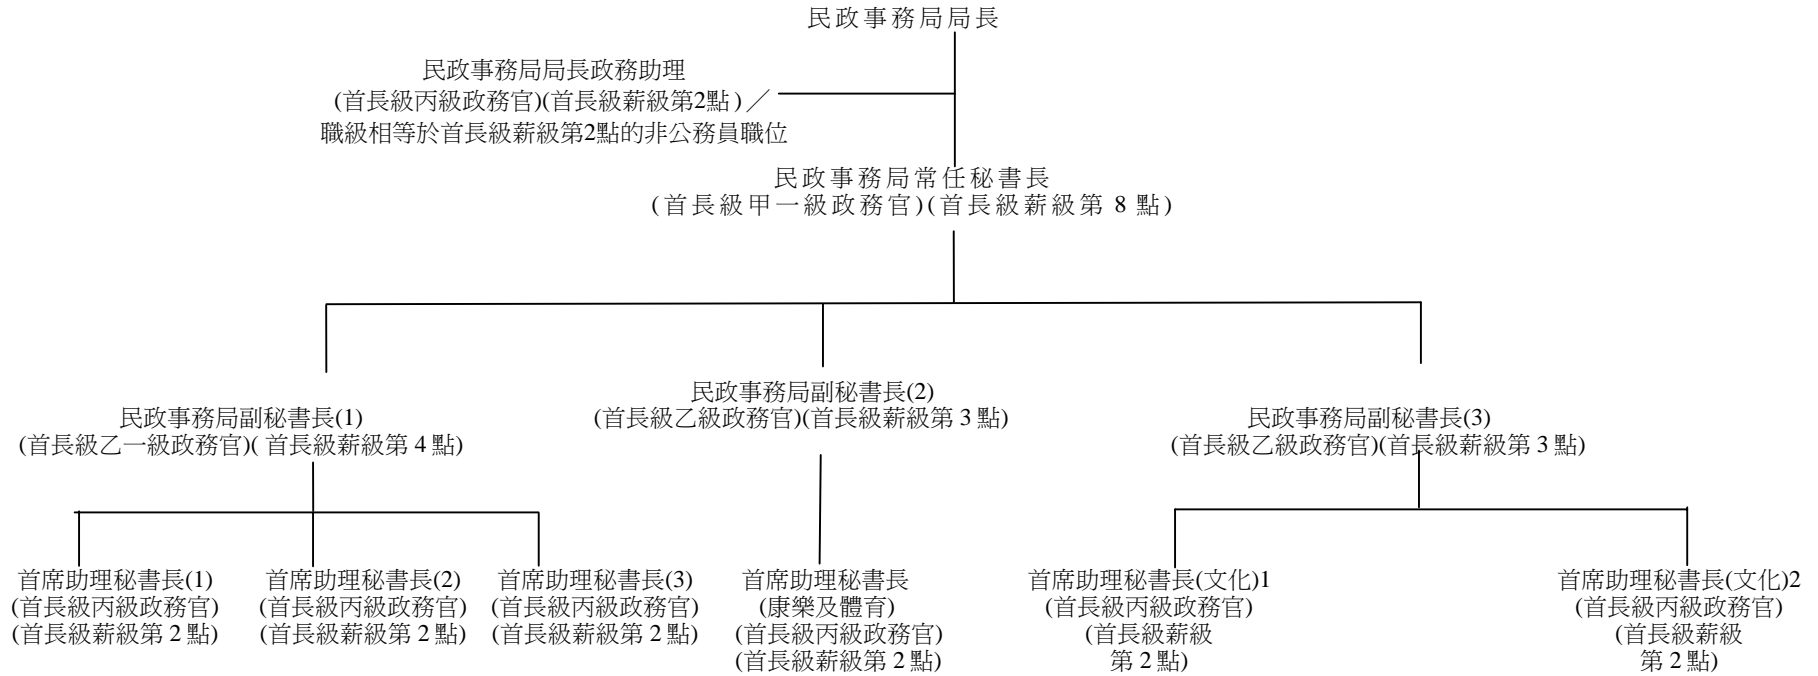 民政事務局局長
民政事務局局長政務助理
(首長級丙級政務官)(首長級薪級第2點)／
職級相等於首長級薪級第2點的非公務員職位
民政事務局常任秘書長
(首長級甲一級政務官)(首長級薪級第 8 點)
民政事務局副秘書長(1)
(首長級乙一級政務官)( 首長級薪級第 4 點)
民政事務局副秘書長(2)
(首長級乙級政務官)(首長級薪級第 3 點)
民政事務局副秘書長(3)
(首長級乙級政務官)(首長級薪級第 3 點)
首席助理秘書長(1)
(首長級丙級政務官)
(首長級薪級第 2 點)
首席助理秘書長(2)
(首長級丙級政務官)
(首長級薪級第 2 點)
首席助理秘書長(3)
(首長級丙級政務官)
(首長級薪級第 2 點)
首席助理秘書長
(康樂及體育)
(首長級丙級政務官)
(首長級薪級第 2 點)
首席助理秘書長(文化)1
(首長級丙級政務官)
(首長級薪級
第 2 點)
首席助理秘書長(文化)2
(首長級丙級政務官)
(首長級薪級
第 2 點)